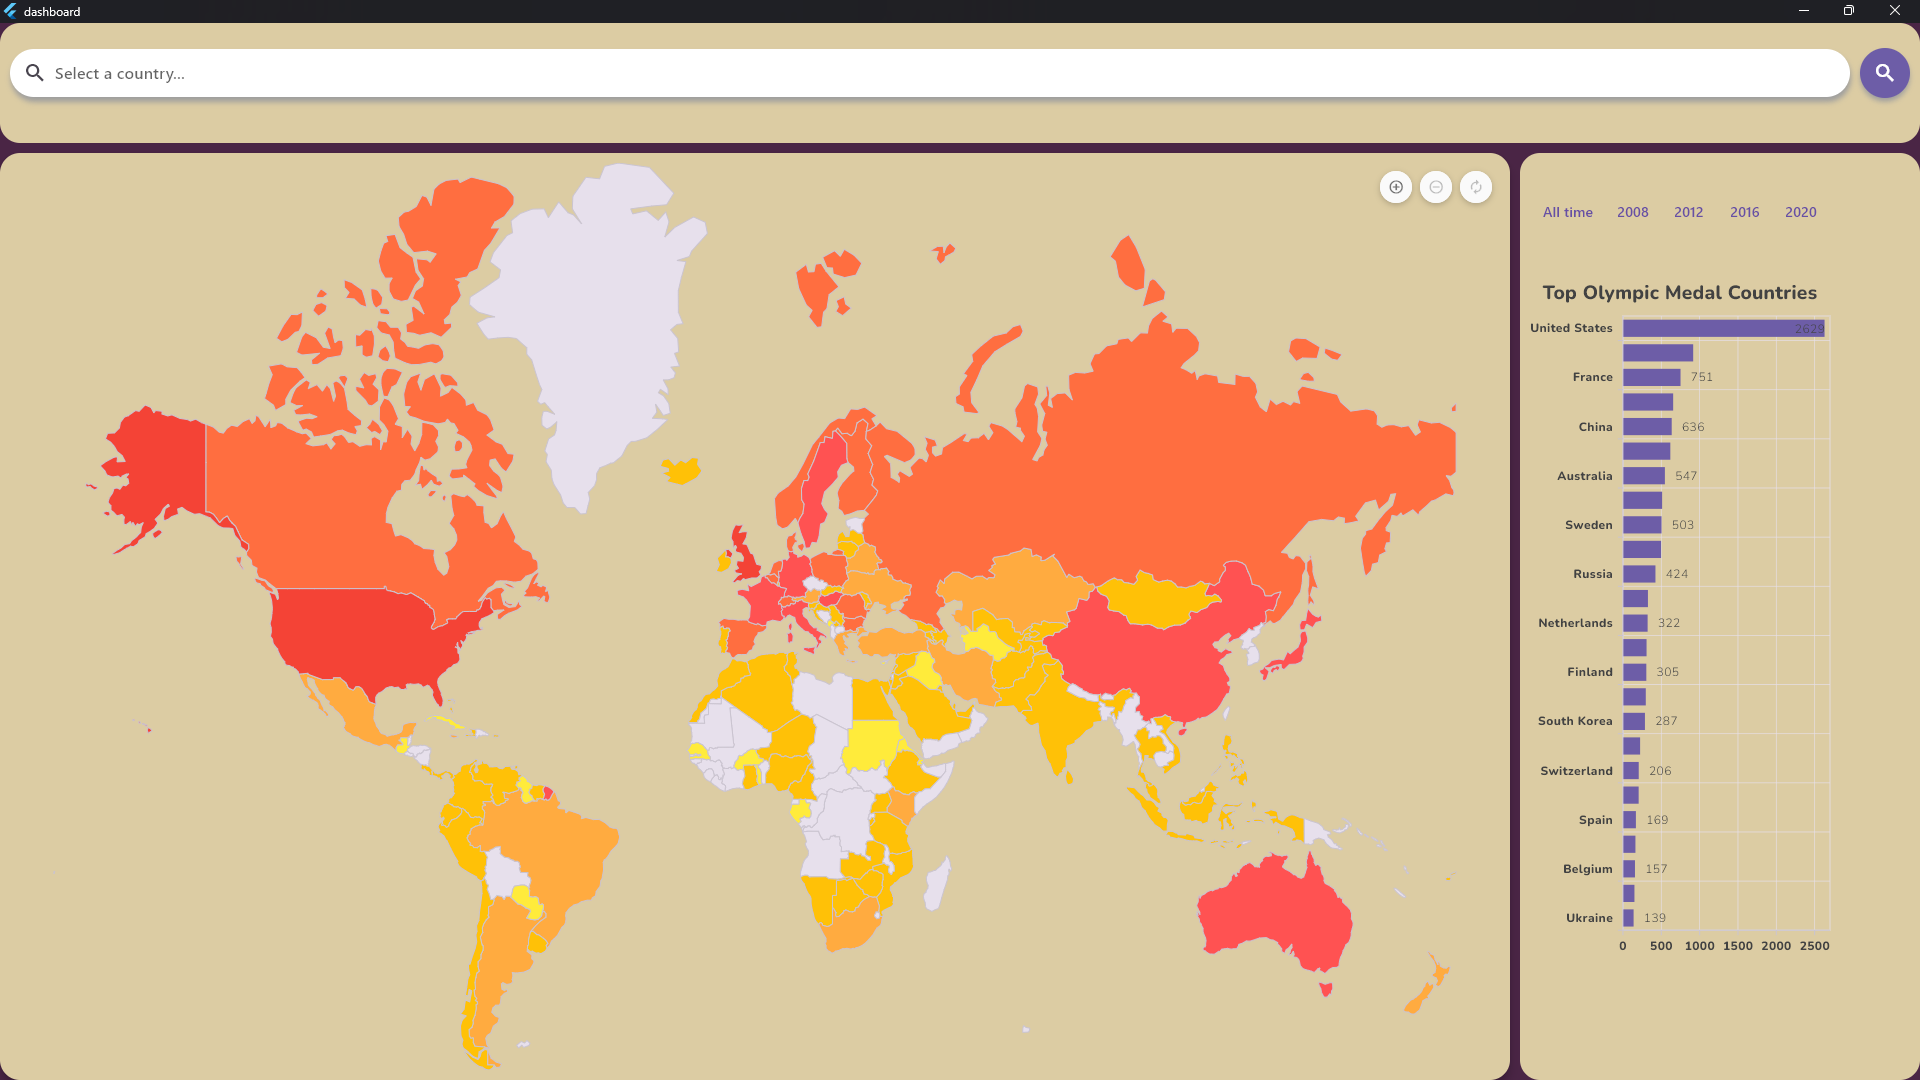 dashboard
Select a country...
All time 2008 2012 2016 2020
Top Olympic Medal Countries
United States 2629
France 751
China 636
Australia 547
Sweden 503
Russia 424
Netherlands 322
Finland 305
South Korea 287
Switzerland 206
Spain 169
Belgium 157
Ukraine 139
0 500 1000 1500 2000 2500